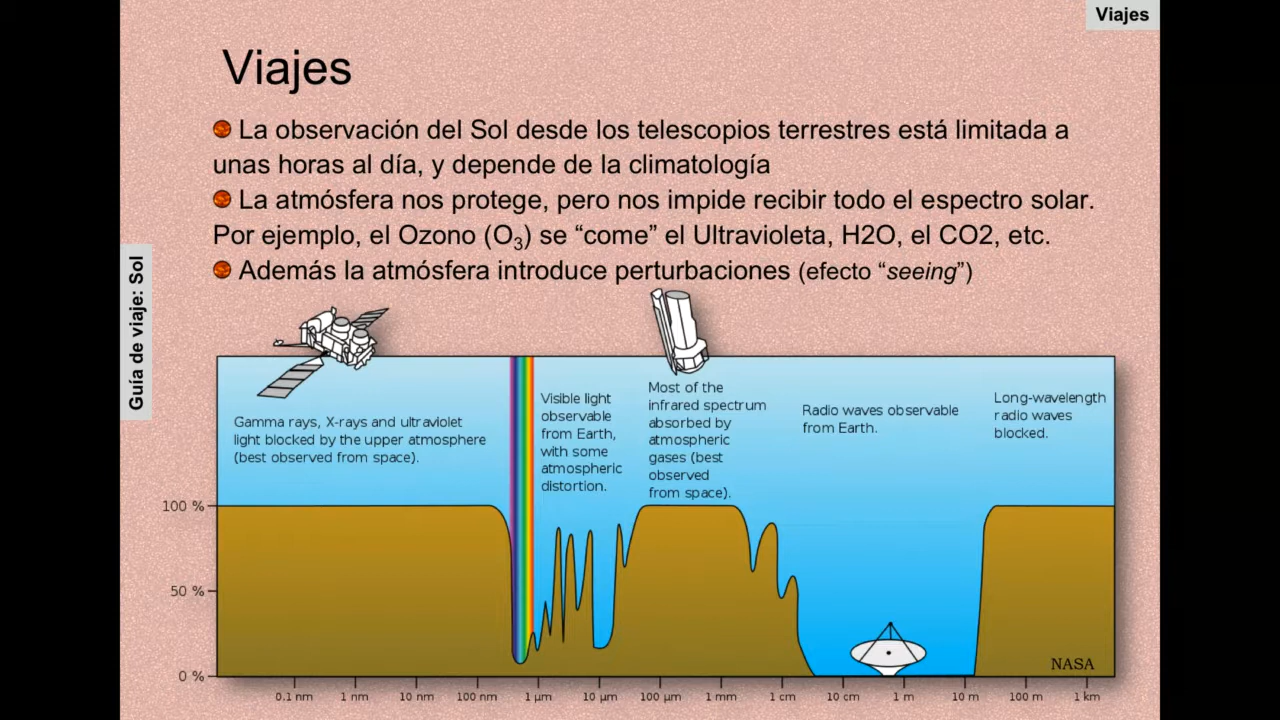 Viajes
Viajes
La observación del Sol desde los telescopios terrestres está limitada a
unas horas al día, y depende de la climatología
La atmósfera nos protege, pero nos impide recibir todo el espectro solar.
Por ejemplo, el Ozono (O3) se “come” el Ultravioleta, H2O, el CO2, etc.
Además la atmósfera introduce perturbaciones (efecto “seeing”)
Guía de viaje: Sol
Gamma rays, X-rays and ultraviolet
light blocked by the upper atmosphere
(best observed from space).
Visible light
observable
from Earth,
with some
atmospheric
distortion.
Most of the
infrared spectrum
absorbed by
atmospheric
gases (best
observed
from space).
Radio waves observable
from Earth.
Long-wavelength
radio waves
blocked.
100 %
50 %
0 %
NASA
0.1 nm 1 nm 10 nm 100 nm 1 µm 10 µm 100 µm 1 mm 1 cm 10 cm 1 m 10 m 100 m 1 km